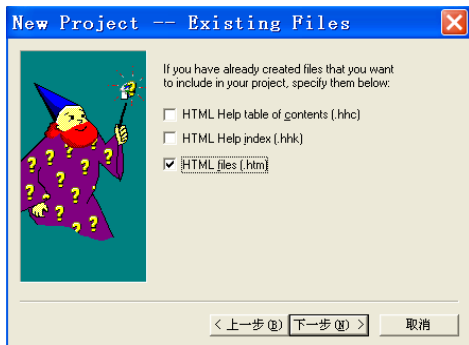 New Project -- Existing Files
If you have already created files that you want
to include in your project, specify them below:
HTML Help table of contents (.hhc)
HTML Help index (.hhk)
HTML files (.htm)
< 上一步(B)
下一步(N) >
取消